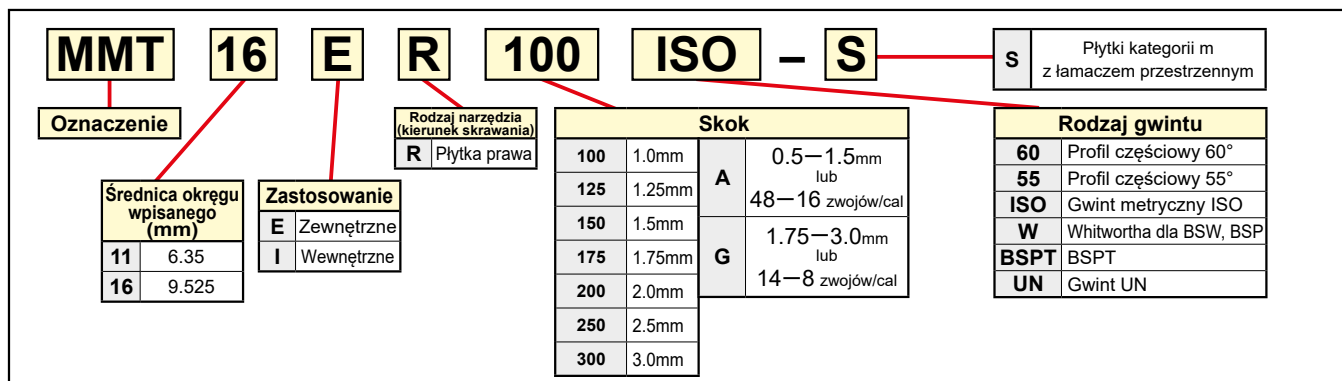 MMT 16 E R 100 ISO – S
S Płytki kategorii m
z łamaczem przestrzennym
Oznaczenie
Średnica okręgu
wpisanego
(mm)
11 6.35
16 9.525
Zastosowanie
E Zewnętrzne
I Wewnętrzne
Rodzaj narzędzia
(kierunek skrawania)
R Płytka prawa
Skok
100 1.0mm
125 1.25mm
150 1.5mm
175 1.75mm
200 2.0mm
250 2.5mm
300 3.0mm
A 0.5—1.5mm
lub
48—16 zwojów/cal
G 1.75—3.0mm
lub
14—8 zwojów/cal
Rodzaj gwintu
60 Profil częściowy 60°
55 Profil częściowy 55°
ISO Gwint metryczny ISO
W Whitwortha dla BSW, BSP
BSPT BSPT
UN Gwint UN